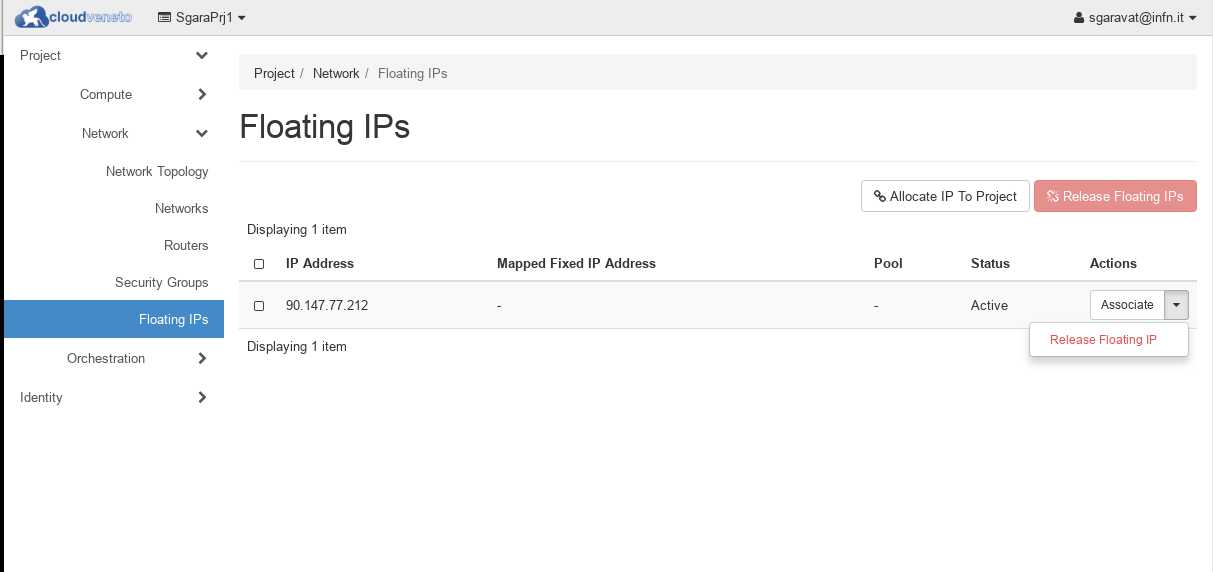 cloudveneto SgaraPrj1 sgaravat@infn.it
Project
Compute
Network
Network Topology
Networks
Routers
Security Groups
Floating IPs
Orchestration
Identity
Project / Network / Floating IPs
Floating IPs
Allocate IP To Project Release Floating IPs
Displaying 1 item
IP Address Mapped Fixed IP Address Pool Status Actions
90.147.77.212 - - Active Associate
Release Floating IP
Displaying 1 item